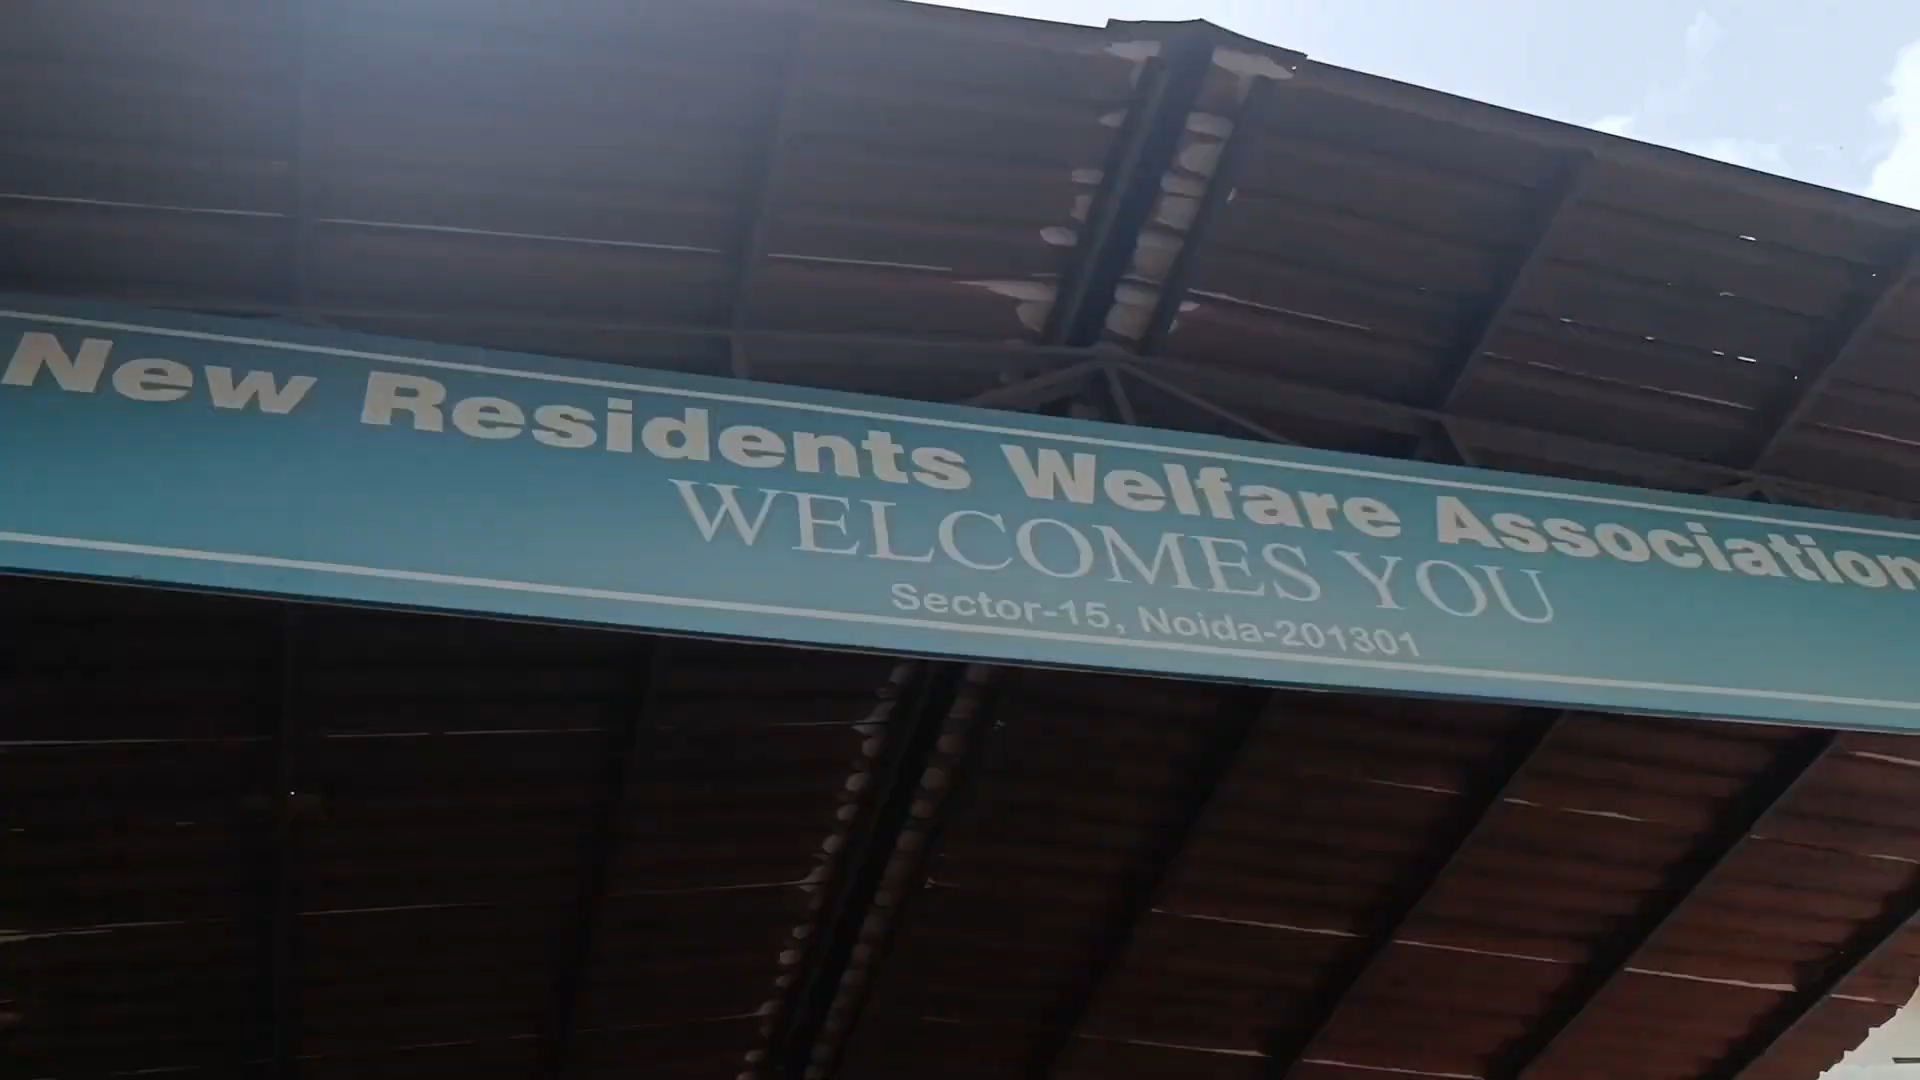 New Residents Welfare Association
WELCOMES YOU
Sector-15, Noida-201301